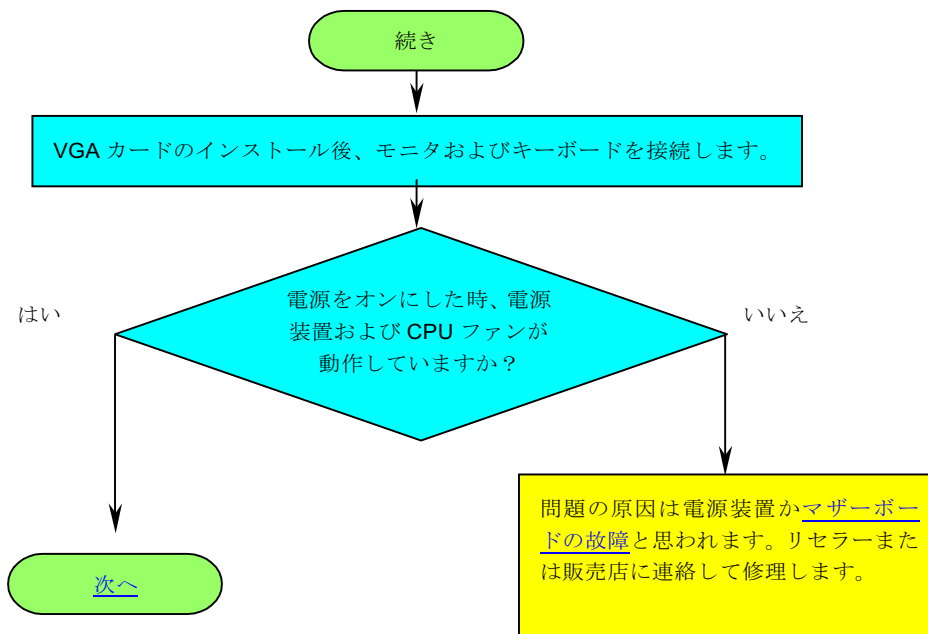 続き
VGA カードのインストール後、モニタおよびキーボードを接続します。
電源をオンにした時、電源
装置および CPU ファンが
動作していますか？
はい
いいえ
問題の原因は電源装置かマザーボー
ドの故障と思われます。リセラーまた
は販売店に連絡して修理します。
次へ